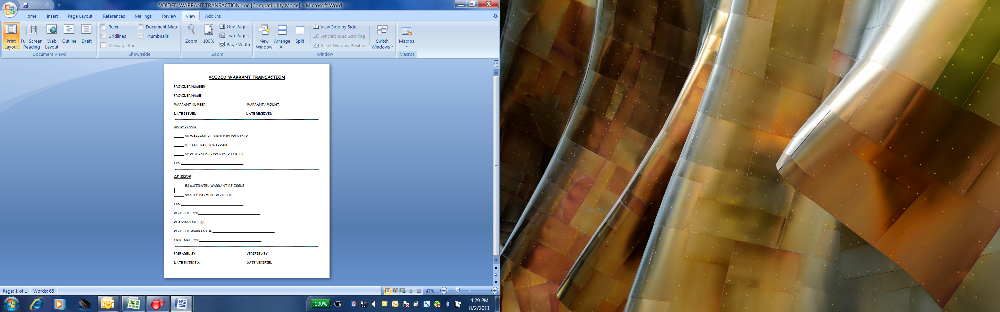 VOIDED WARRANT TRANSACTION.doc [Compatibility Mode] - Microsoft Word
Home Insert Page Layout References Mailings Review View Add-Ins
Print Layout
Full Screen Reading
Web Layout
Outline
Draft
Document Views
Ruler
Gridlines
Message Bar
Document Map
Thumbnails
Show/Hide
Zoom
100%
One Page
Two Pages
Page Width
Zoom
New Window
Arrange All
Split
View Side by Side
Synchronous Scrolling
Reset Window Position
Switch Windows
Window
Macros
Macros
VOIDED WARRANT TRANSACTION
PROVIDER NUMBER:
PROVIDER NAME:
WARRANT NUMBER: WARRANT AMOUNT:
DATE ISSUED: DATE RECEIVED:
NO RE-ISSUE
50 WARRANT RETURNED BY PROVIDER
51 STALEDATED WARRANT
52 RETURNED BY PROVIDER FOR TPL
FCN:
RE-ISSUE
53 MUTILATED WARRANT RE-ISSUE
55 STOP PAYMENT RE-ISSUE
FCN:
RE-ISSUE FCN:
REASON CODE: 18
RE-ISSUE WARRANT #:
ORIGINAL FCN:
PREPARED BY: VERIFIED BY:
DATE ENTERED: DATE VERIFIED:
Page: 1 of 1 Words: 65 47%
100%
4:29 PM
8/2/2011